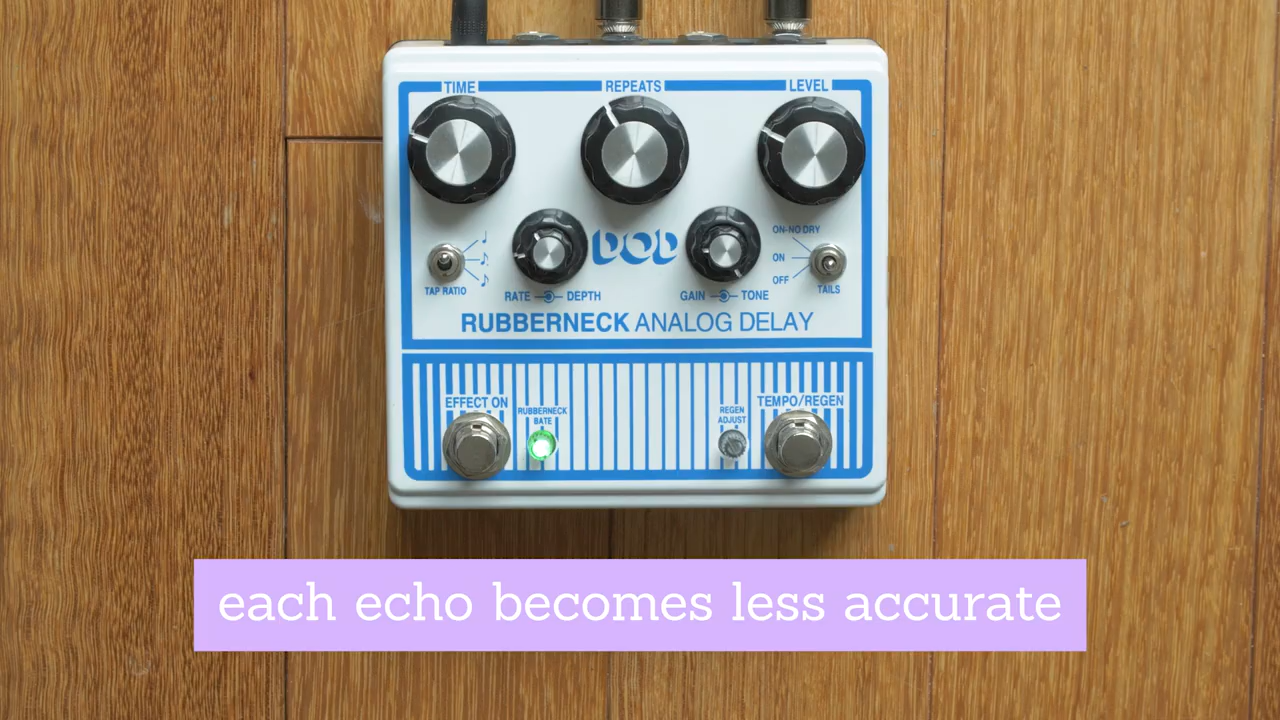 TIME REPEATS LEVEL
ON-NO DRY
DOD
ON
OFF
TAP RATIO TAILS
RATE DEPTH GAIN TONE
RUBBERNECK ANALOG DELAY
EFFECT ON TEMPO/REGEN
RUBBERNECK REGEN
RATE ADJUST
each echo becomes less accurate